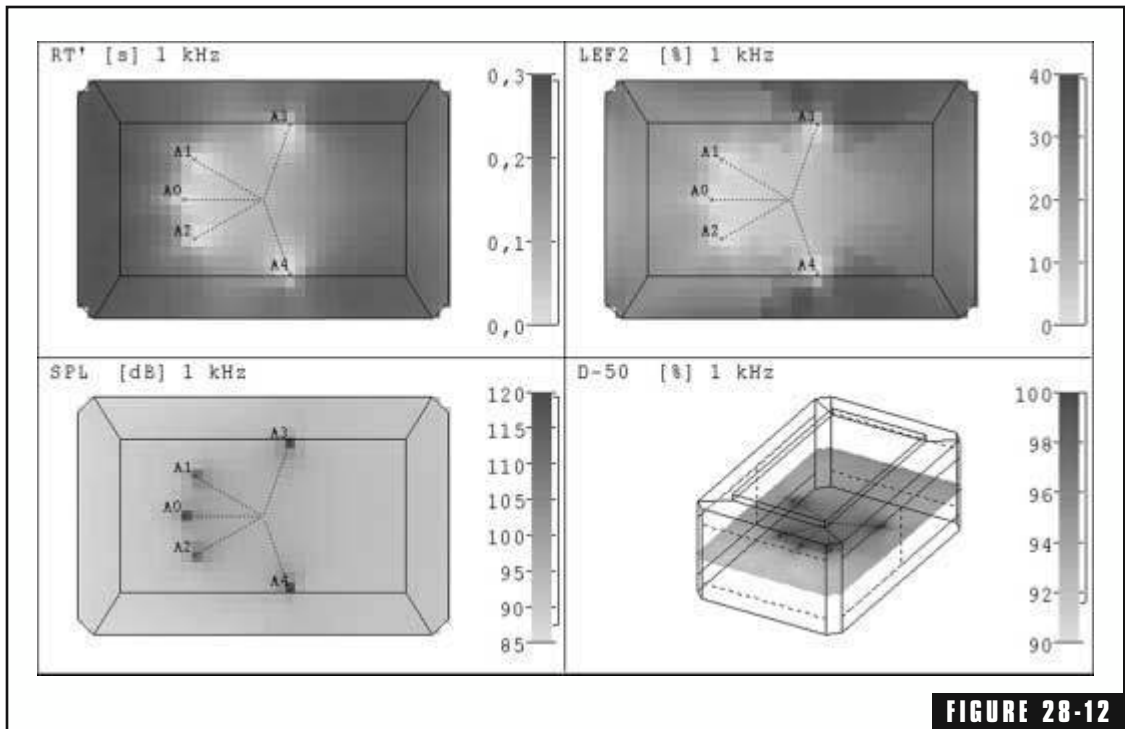 RT' [s] 1 kHz
0,3
0,2
0,1
0,0
A3
A1
A0
A2
A4
LEF2 [%] 1 kHz
40
30
20
10
0
A3
A1
A0
A2
A4
SPL [dB] 1 kHz
120
115
110
105
100
95
90
85
A3
A1
A0
A2
A4
D-50 [%] 1 kHz
100
98
96
94
92
90
FIGURE 28-12